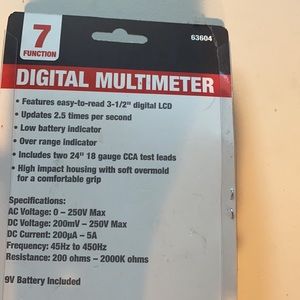 7
FUNCTION
63604
DIGITAL MULTIMETER
• Features easy-to-read 3-1/2" digital LCD
• Updates 2.5 times per second
• Low battery indicator
• Over range indicator
• Includes two 24" 18 gauge CCA test leads
• High impact housing with soft overmold
for a comfortable grip
Specifications:
AC Voltage: 0 – 250V Max
DC Voltage: 200mV – 250V Max
DC Current: 200µA – 5A
Frequency: 45Hz to 450Hz
Resistance: 200 ohms – 2000K ohms
9V Battery Included